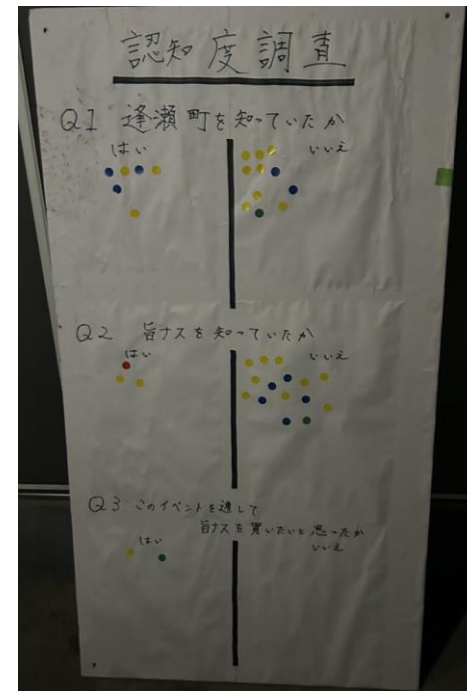 認知度調査
Q1 逢瀬町を知っていたか
はい
いいえ
Q2 旨ナスを知っていたか
はい
いいえ
Q3 このイベントを通して
旨ナスを買いたいと思ったか
はい
いいえ